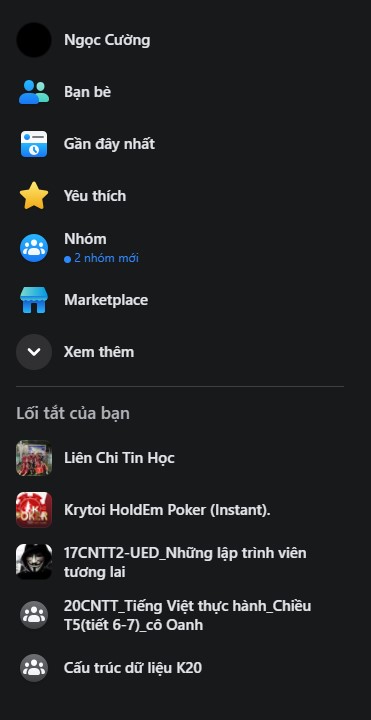 Ngọc Cường
Bạn bè
Gần đây nhất
Yêu thích
Nhóm
2 nhóm mới
Marketplace
Xem thêm
Lối tắt của bạn
Liên Chi Tin Học
Krytoi HoldEm Poker (Instant).
17CNTT2-UED_Những lập trình viên
tương lai
20CNTT_Tiếng Việt thực hành_Chiều
T5(tiết 6-7)_cô Oanh
Cấu trúc dữ liệu K20